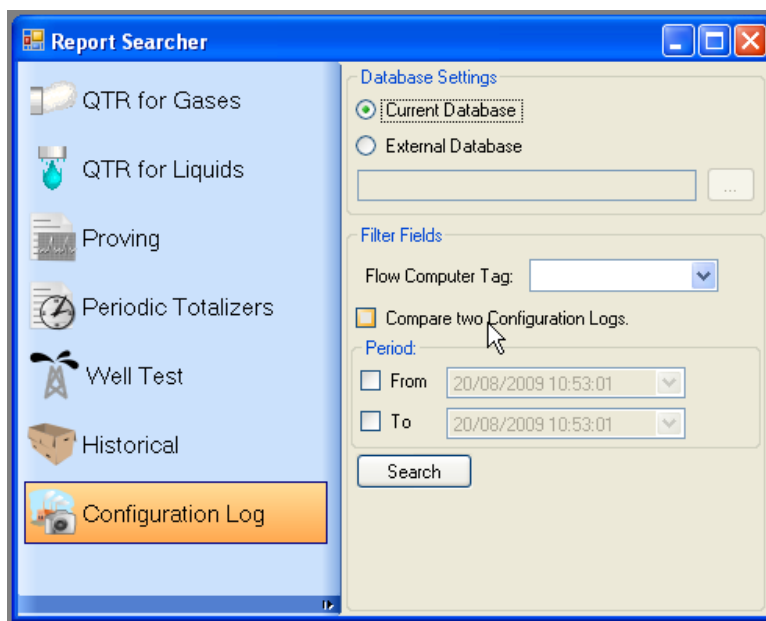 Report Searcher
QTR for Gases
QTR for Liquids
Proving
Periodic Totalizers
Well Test
Historical
Configuration Log
Database Settings
Current Database
External Database
...
Filter Fields
Flow Computer Tag:
Compare two Configuration Logs.
Period:
From 20/08/2009 10:53:01
To 20/08/2009 10:53:01
Search